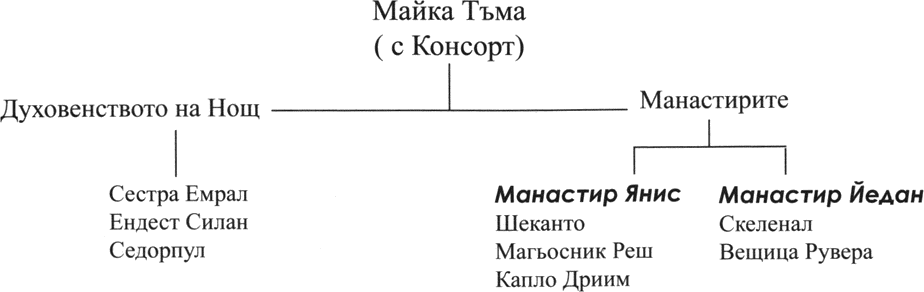 Майка Тъма
( с Консорт)
Духовенството на Нощ
Манастирите
Сестра Емрал
Ендест Силан
Седорпул
Манастир Янис
Шеканто
Магьосник Реш
Капло Дриим
Манастир Йедан
Скеленал
Вещица Рувера